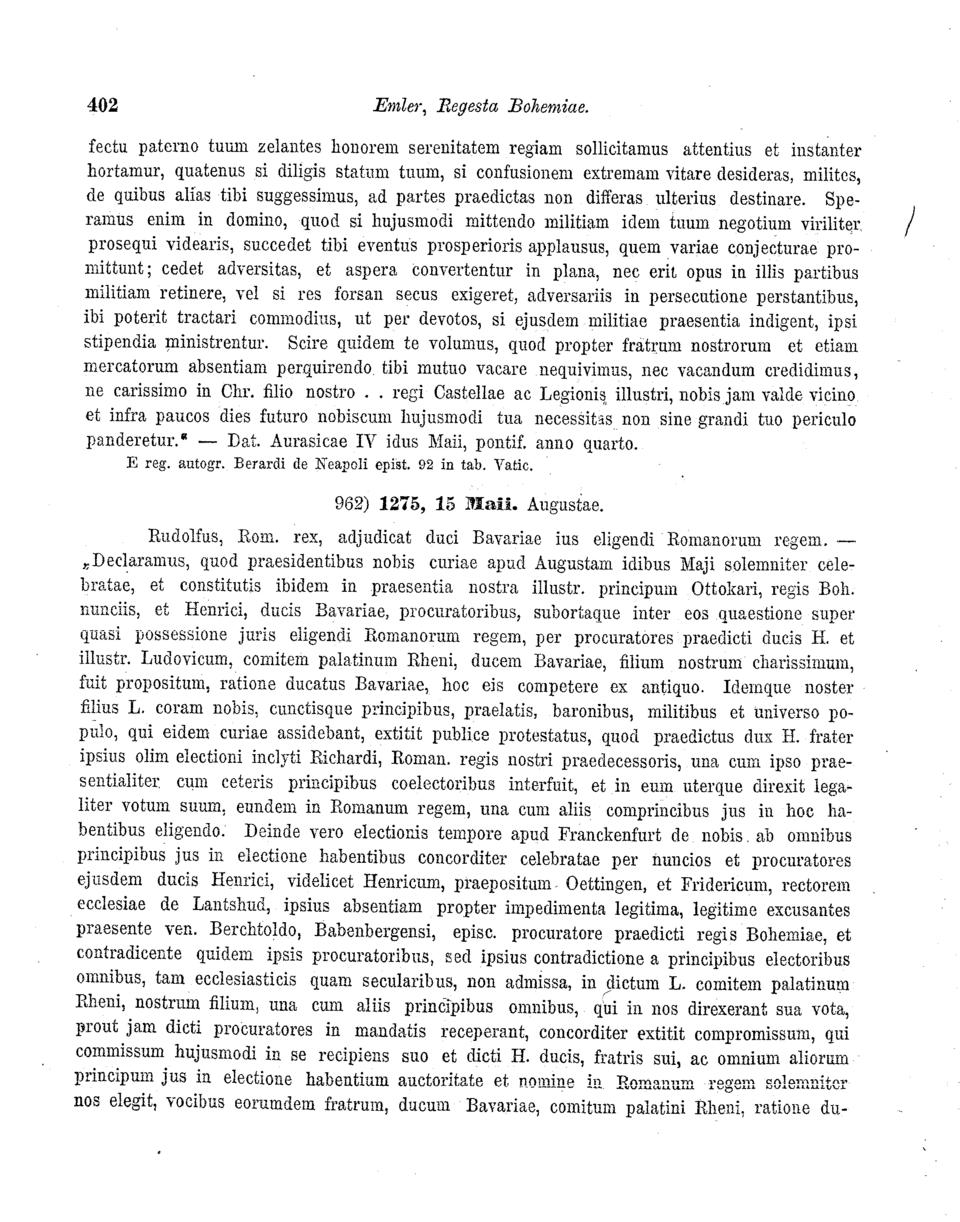 402 Emler, Regesta Bohemiae.
fectu paterno tuum zelantes honorem serenitatem regiam sollicitamus attentius et instanter
hortamur, quatenus si diligis statum tuum, si confusionem extremam vitare desideras, milites,
de quibus alias tibi suggessimus, ad partes praedictas non differas ulterius destinare. Spe-
ramus enim in domino, quod si hujusmodi mittendo militiam idem tuum negotium viriliter
prosequi videaris, succedet tibi eventus prosperioris applausus, quem variae conjecturae pro-
mittunt; cedet adversitas, et aspera convertentur in plana, nec erit opus in illis partibus
militiam retinere, vel si res forsan secus exigeret, adversariis in persecutione perstantibus,
ibi poterit tractari commodius, ut per devotos, si ejusdem militiae praesentia indigent, ipsi
stipendia ministrentur. Scire quidem te volumus, quod propter fratrum nostrorum et etiam
mercatorum absentiam perquirendo tibi mutuo vacare nequivimus, nec vacandum credidimus,
ne carissimo in Chr. filio nostro . . regi Castellae ac Legionis illustri, nobis jam valde vicino
et infra paucos dies futuro nobiscum hujusmodi tua necessitas non sine grandi tuo periculo
panderetur.“ — Dat. Aurasicae IV idus Maii, pontif. anno quarto.
E reg. autogr. Berardi de Neapoli epist. 92 in tab. Vatic.
962) 1275, 15 Maii. Augustae.
Rudolfus, Rom. rex, adjudicat duci Bavariae ius eligendi Romanorum regem. —
„Declaramus, quod praesidentibus nobis curiae apud Augustam idibus Maji solemniter cele-
bratae, et constitutis ibidem in praesentia nostra illustr. principum Ottokari, regis Boh.
nunciis, et Henrici, ducis Bavariae, procuratoribus, subortaque inter eos quaestione super
quasi possessione juris eligendi Romanorum regem, per procuratores praedicti ducis H. et
illustr. Ludovicum, comitem palatinum Rheni, ducem Bavariae, filium nostrum charissimum,
fuit propositum, ratione ducatus Bavariae, hoc eis competere ex antiquo. Idemque noster
filius L. coram nobis, cunctisque principibus, praelatis, baronibus, militibus et universo po-
pulo, qui eidem curiae assidebant, extitit publice protestatus, quod praedictus dux H. frater
ipsius olim electioni inclyti Richardi, Roman. regis nostri praedecessoris, una cum ipso prae-
sentialiter cum ceteris principibus coelectoribus interfuit, et in eum uterque direxit lega-
liter votum suum, eundem in Romanum regem, una cum aliis comprincibus jus in hoc ha-
bentibus eligendo. Deinde vero electionis tempore apud Franckenfurt de nobis ab omnibus
principibus jus in electione habentibus concorditer celebratae per nuncios et procuratores
ejusdem ducis Henrici, videlicet Henricum, praepositum Oettingen, et Fridericum, rectorem
ecclesiae de Lantshud, ipsius absentiam propter impedimenta legitima, legitime excusantes
praesente ven. Berchtoldo, Babenbergensi, episc. procuratore praedicti regis Bohemiae, et
contradicente quidem ipsis procuratoribus, sed ipsius contradictione a principibus electoribus
omnibus, tam ecclesiasticis quam secularibus, non admissa, in dictum L. comitem palatinum
Rheni, nostrum filium, una cum aliis principibus omnibus, qui in nos direxerant sua vota,
prout jam dicti procuratores in mandatis receperant, concorditer extitit compromissum, qui
commissum hujusmodi in se recipiens suo et dicti H. ducis, fratris sui, ac omnium aliorum
principum jus in electione habentium auctoritate et nomine in Romanum regem solemniter
nos elegit, vocibus eorumdem fratrum, ducum Bavariae, comitum palatini Rheni, ratione du-